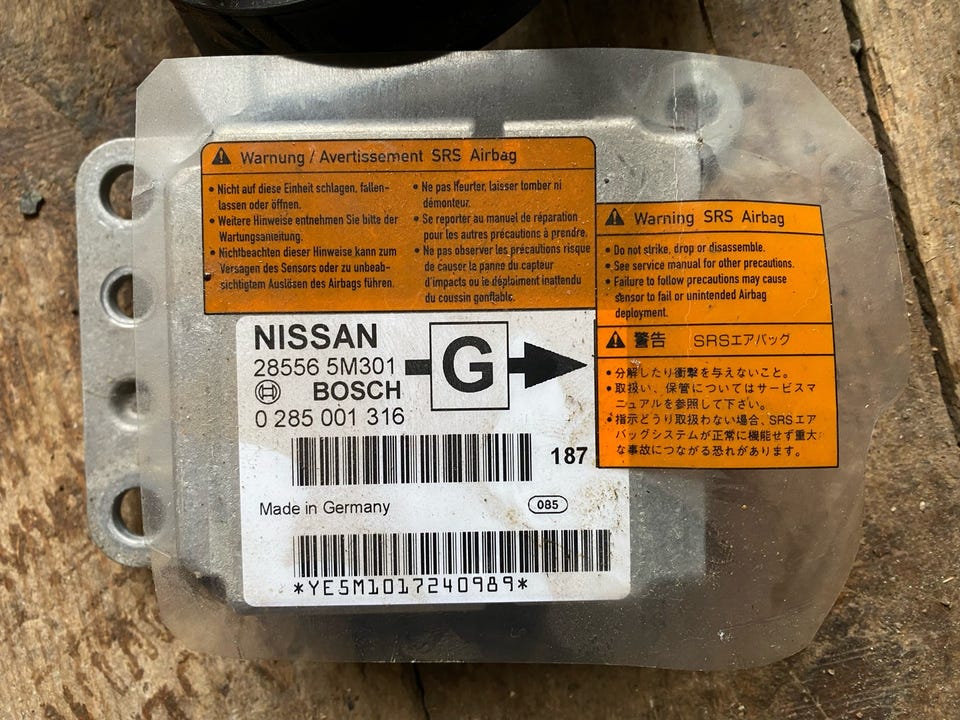 Warnung / Avertissement SRS Airbag
• Nicht auf diese Einheit schlagen, fallen-
lassen oder öffnen.
• Weitere Hinweise entnehmen Sie bitte der
Wartungsanleitung.
• Nichtbeachten dieser Hinweise kann zum
Versagen des Sensors oder zu unbeab-
sichtigtem Auslösen des Airbags führen.
• Ne pas heurter, laisser tomber ni
démonteur.
• Se reporter au manuel de réparation
pour les autres précautions à prendre.
• Ne pas observer les précautions risque
de causer la panne du capteur
d'impacts ou le déploiment inattendu
du coussin gonflable.
Warning SRS Airbag
• Do not strike, drop or disassemble.
• See service manual for other precautions.
• Failure to follow precautions may cause
sensor to fail or unintended Airbag
deployment.
警告 SRSエアバッグ
• 分解したり衝撃を与えないこと。
• 取扱い、保管についてはサービスマ
ニュアルを参照して下さい。
• 指示どうり取扱わない場合、SRSエア
バッグシステムが正常に機能せず重大
な事故につながる恐れがあります。
NISSAN
28556 5M301
BOSCH
0 285 001 316
G
187
Made in Germany
085
*YE5M1017240989*